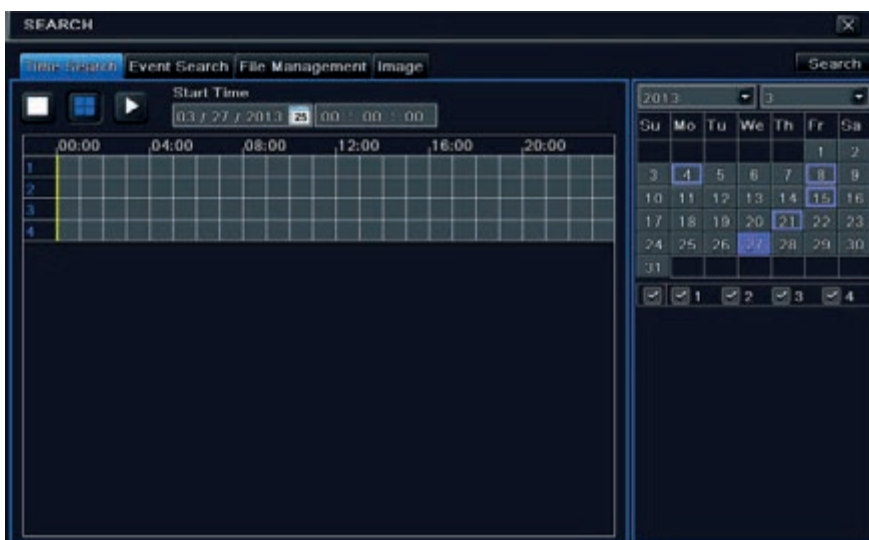 SEARCH
Time Search Event Search File Management Image
Search
Start Time
03 / 27 / 2013 25 00 : 00 : 00
00:00 04:00 08:00 12:00 16:00 20:00
1
2
3
4
2013 3
Su Mo Tu We Th Fr Sa
1 2
3 4 5 6 7 8 9
10 11 12 13 14 15 16
17 18 19 20 21 22 23
24 25 26 27 28 29 30
31
1 2 3 4